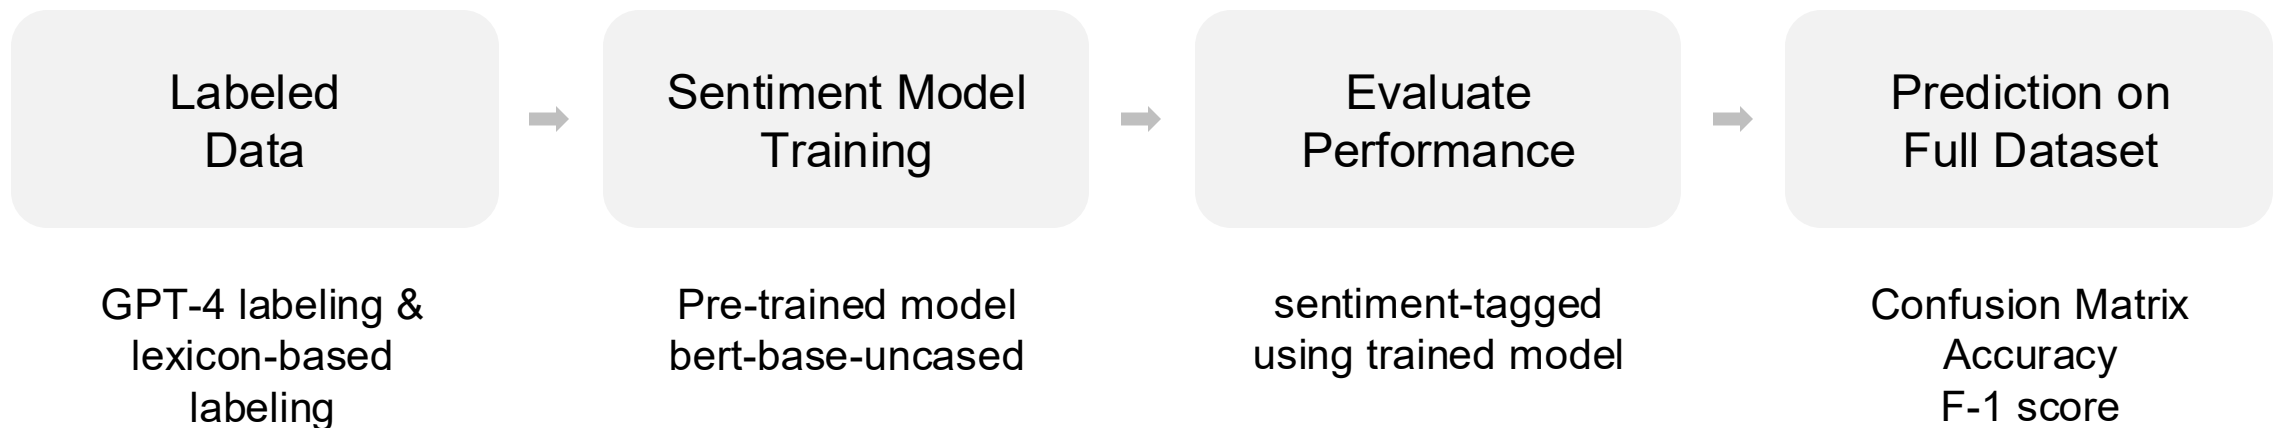 Labeled
Data
Sentiment Model
Training
Evaluate
Performance
Prediction on
Full Dataset
GPT-4 labeling &
lexicon-based
labeling
Pre-trained model
bert-base-uncased
sentiment-tagged
using trained model
Confusion Matrix
Accuracy
F-1 score